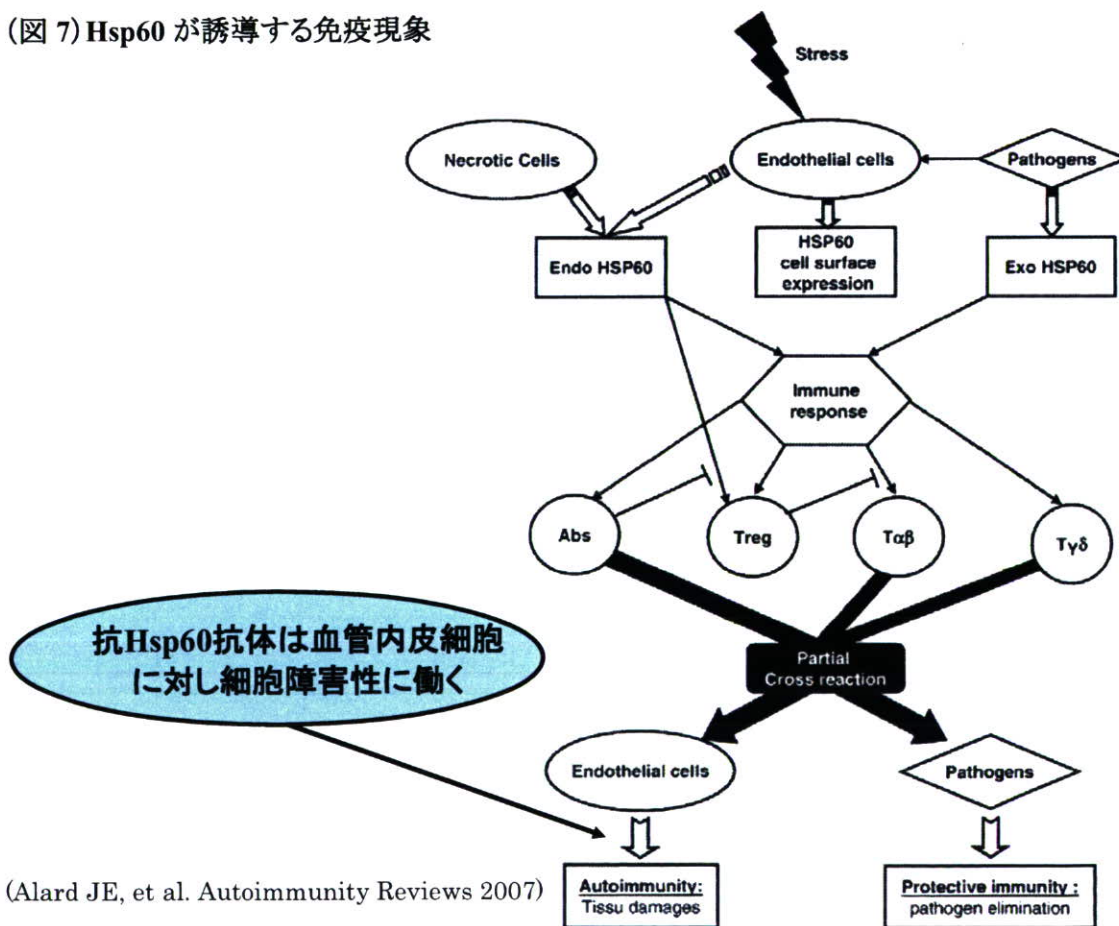 (図 7) Hsp60 が誘導する免疫現象
Stress
Necrotic Cells
Endothelial cells
Pathogens
Endo HSP60
HSP60
cell surface
expression
Exo HSP60
Immune
response
Abs
Treg
Tαβ
Tγδ
抗Hsp60抗体は血管内皮細胞
に対し細胞障害性に働く
Partial
Cross reaction
Endothelial cells
Pathogens
(Alard JE, et al. Autoimmunity Reviews 2007)
Autoimmunity:
Tissu damages
Protective immunity :
pathogen elimination